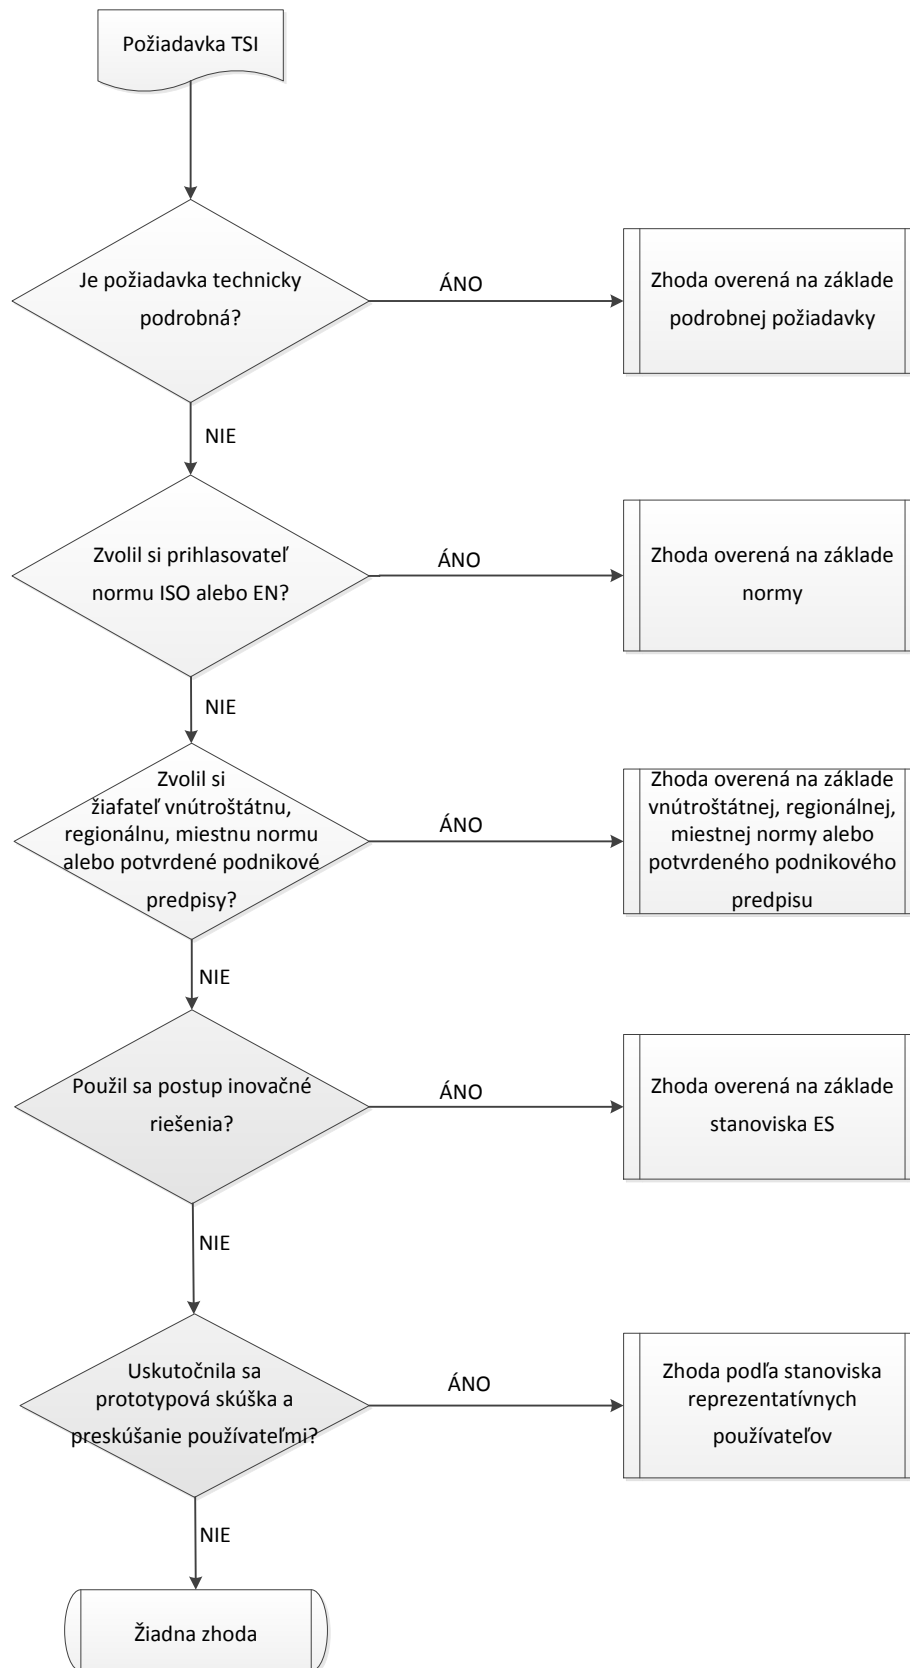 Požiadavka TSI
Je požiadavka technicky
podrobná?
ÁNO
Zhoda overená na základe
podrobnej požiadavky
NIE
Zvolil si prihlasovateľ
normu ISO alebo EN?
ÁNO
Zhoda overená na základe
normy
NIE
Zvolil si
žiafateľ vnútroštátnu,
regionálnu, miestnu normu
alebo potvrdené podnikové
predpisy?
ÁNO
Zhoda overená na základe
vnútroštátnej, regionálnej,
miestnej normy alebo
potvrdeného podnikového
predpisu
NIE
Použil sa postup inovačné
riešenia?
ÁNO
Zhoda overená na základe
stanoviska ES
NIE
Uskutočnila sa
prototypová skúška a
preskúšanie používateľmi?
ÁNO
Zhoda podľa stanoviska
reprezentatívnych
používateľov
NIE
Žiadna zhoda